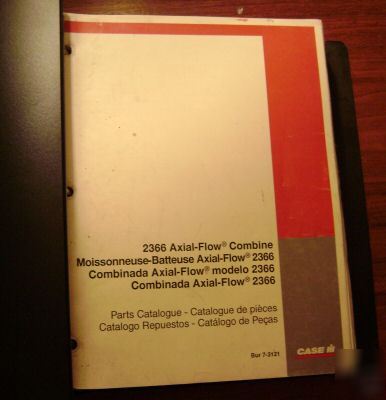 2366 Axial-Flow® Combine
Moissonneuse-Batteuse Axial-Flow® 2366
Combinada Axial-Flow® modelo 2366
Combinada Axial-Flow® 2366
Parts Catalogue - Catalogue de pièces
Catalogo Repuestos - Catálogo de Peças
Bur 7-3121
CASE IH